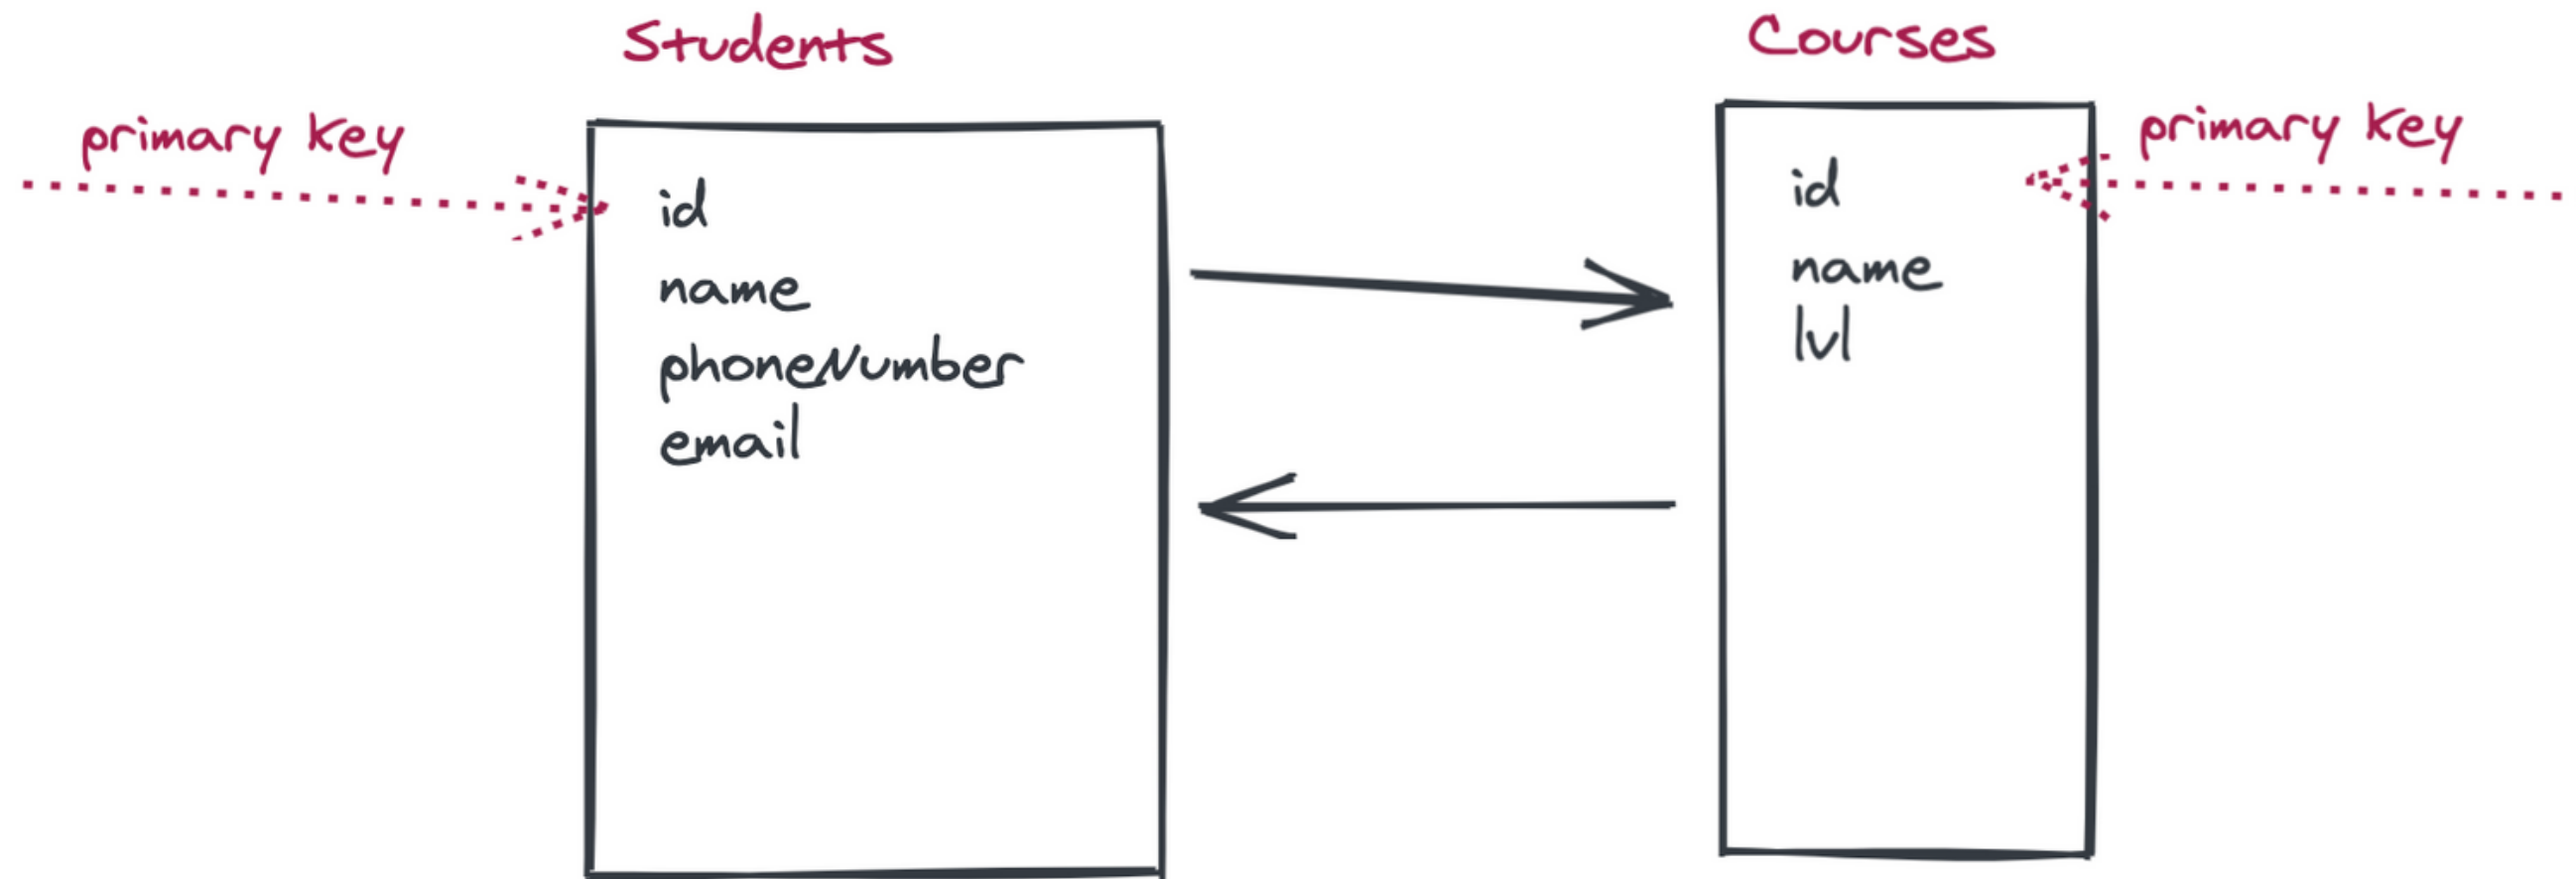 Students
primary key
id
name
phoneNumber
email
Courses
primary key
id
name
lvl